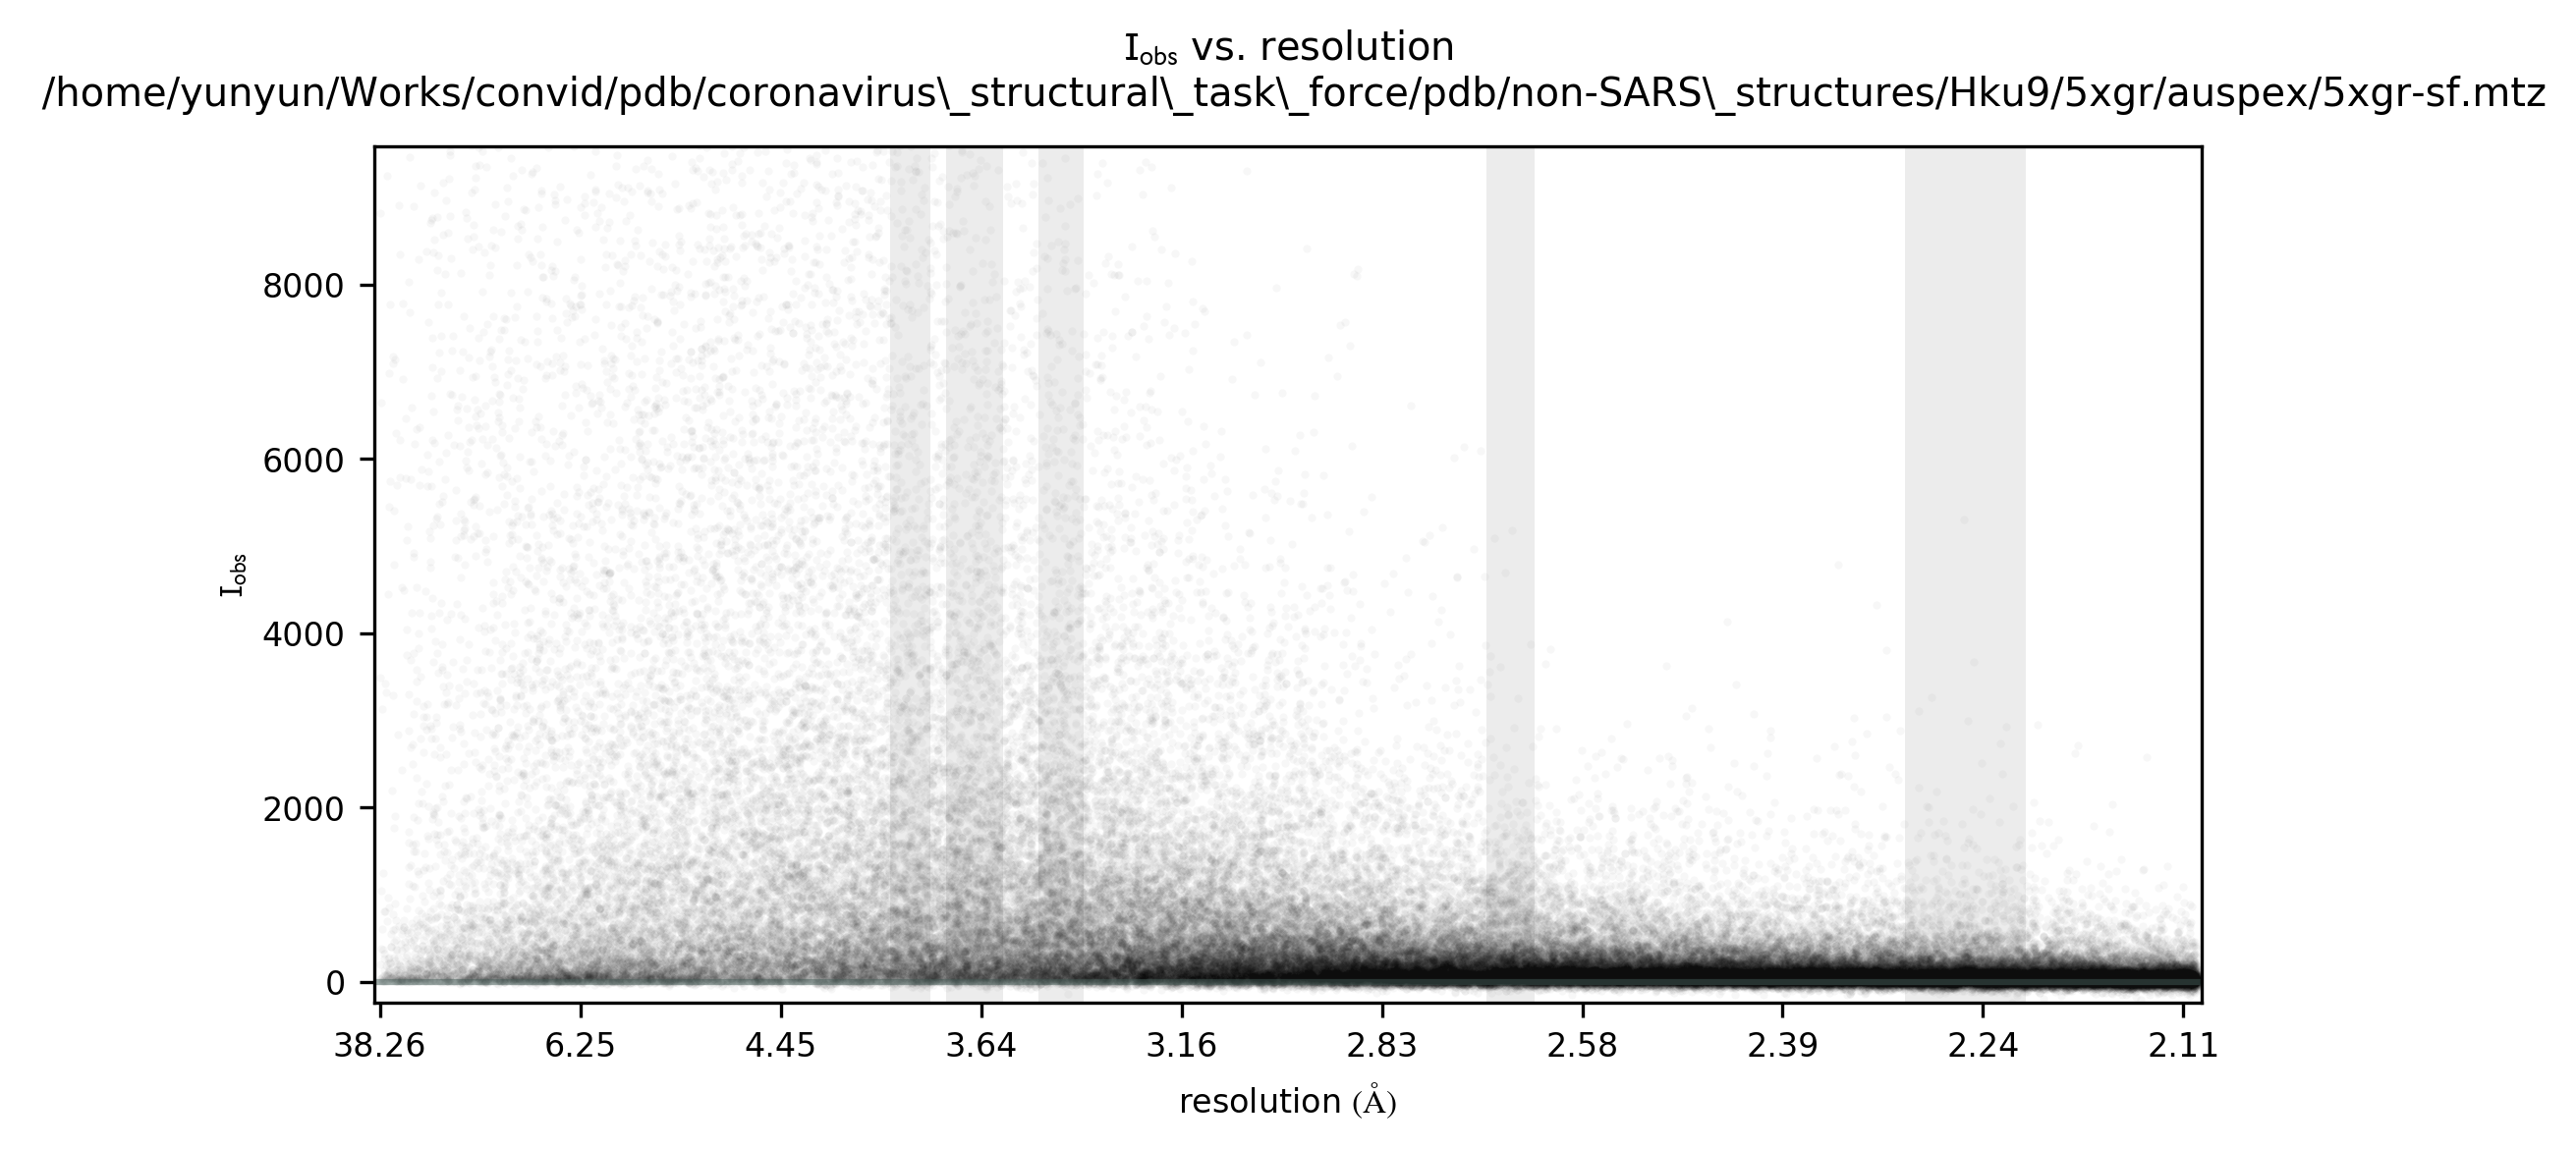 I_obs vs. resolution
/home/yunyun/Works/convid/pdb/coronavirus\_structural\_task\_force/pdb/non-SARS\_structures/Hku9/5xgr/auspex/5xgr-sf.mtz
I_obs
8000
6000
4000
2000
0
38.26 6.25 4.45 3.64 3.16 2.83 2.58 2.39 2.24 2.11
resolution (Å)